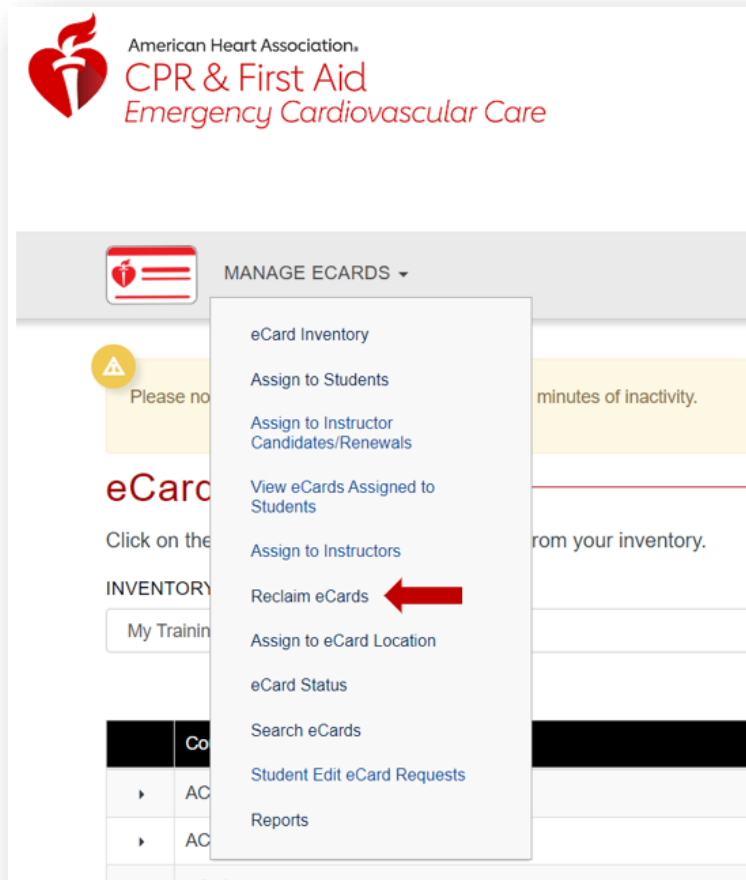 American Heart Association.
CPR & First Aid
Emergency Cardiovascular Care
MANAGE ECARDS
eCard Inventory
Assign to Students
Please no
minutes of inactivity.
Assign to Instructor
Candidates/Renewals
View eCards Assigned to
Students
eCard
Click on the
rom your inventory.
Assign to Instructors
INVENTORY
Reclaim eCards
My Trainin
Assign to eCard Location
eCard Status
Search eCards
Co
Student Edit eCard Requests
AC
Reports
AC